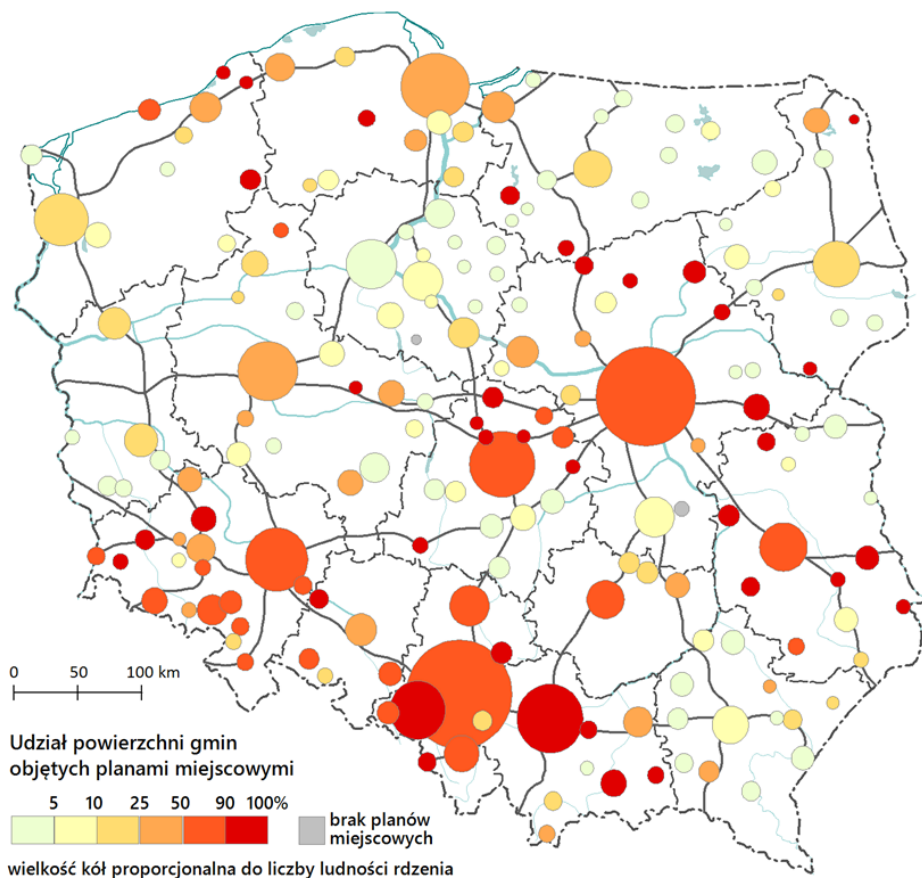 0 50 100 km
Udział powierzchni gmin
objętych planami miejscowymi
5 10 25 50 90 100%
brak planów
miejscowych
wielkość kół proporcjonalna do liczby ludności rdzenia